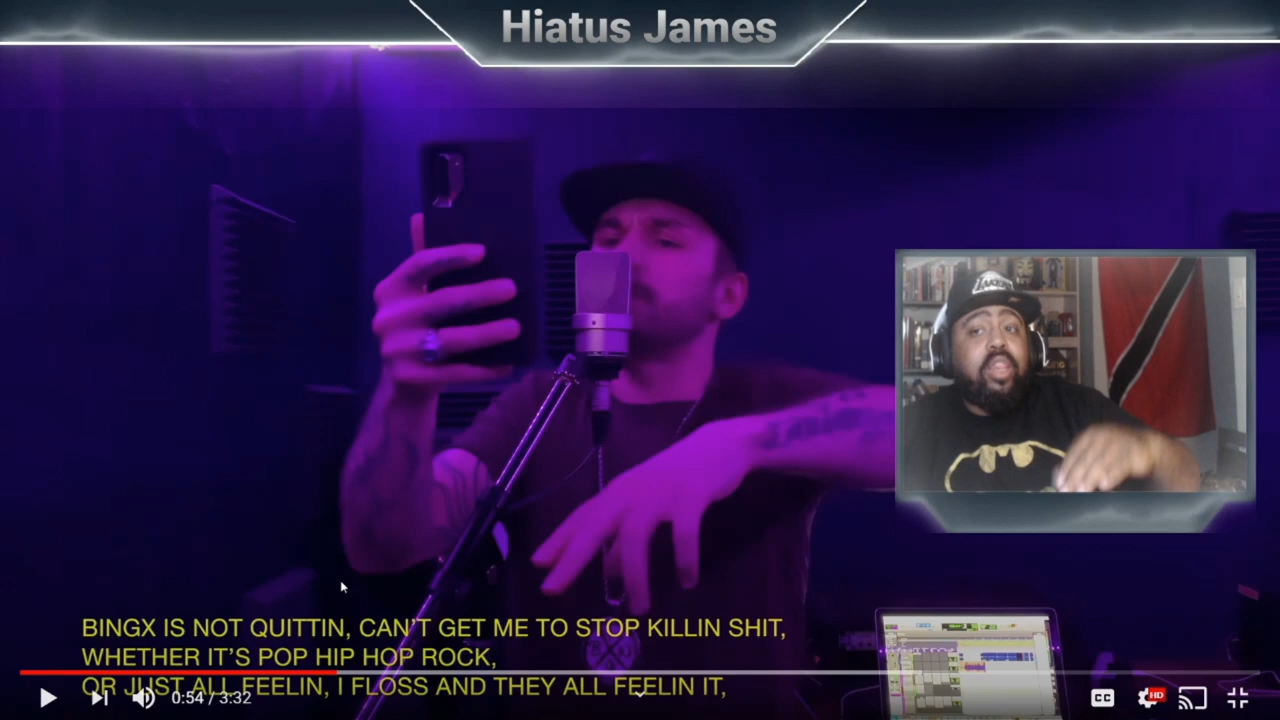 Hiatus James
BINGX IS NOT QUITTIN, CAN'T GET ME TO STOP KILLIN SHIT,
WHETHER IT'S POP HIP HOP ROCK,
OR JUST ALL FEELIN, I FLOSS AND THEY ALL FEELIN IT,
0:54 / 3:32
CC
HD